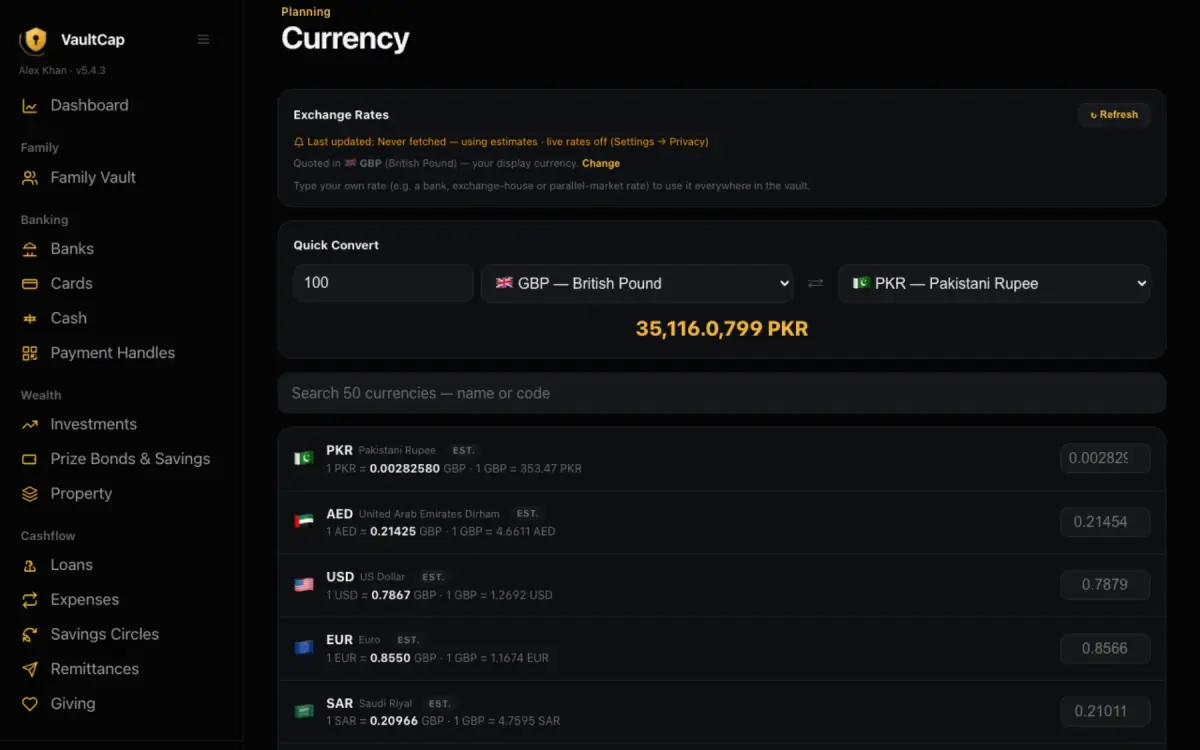 VaultCap
Alex Khan · v5.4.3
Dashboard
Family
Family Vault
Banking
Banks
Cards
Cash
Payment Handles
Wealth
Investments
Prize Bonds & Savings
Property
Cashflow
Loans
Expenses
Savings Circles
Remittances
Giving
Planning
Currency
Exchange Rates
↻ Refresh
Last updated: Never fetched — using estimates · live rates off (Settings → Privacy)
Quoted in 🇬🇧 GBP (British Pound) — your display currency. Change
Type your own rate (e.g. a bank, exchange-house or parallel-market rate) to use it everywhere in the vault.
Quick Convert
100 GBP — British Pound ⇄ PKR — Pakistani Rupee
35,116.0,799 PKR
Search 50 currencies — name or code
PKR Pakistani Rupee EST.
1 PKR = 0.00282580 GBP · 1 GBP = 353.47 PKR
0.002829
AED United Arab Emirates Dirham EST.
1 AED = 0.21425 GBP · 1 GBP = 4.6611 AED
0.21454
USD US Dollar EST.
1 USD = 0.7867 GBP · 1 GBP = 1.2692 USD
0.7879
EUR Euro EST.
1 EUR = 0.8550 GBP · 1 GBP = 1.1674 EUR
0.8566
SAR Saudi Riyal EST.
1 SAR = 0.20966 GBP · 1 GBP = 4.7595 SAR
0.21011